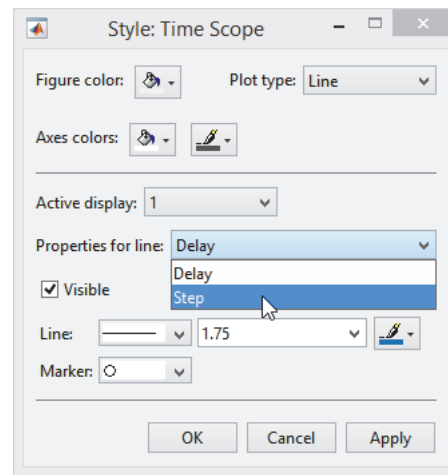 Style: Time Scope
Figure color: Plot type: Line
Axes colors:
Active display: 1
Properties for line: Delay
Delay
Step
Visible
Line: 1.75
Marker:
OK Cancel Apply